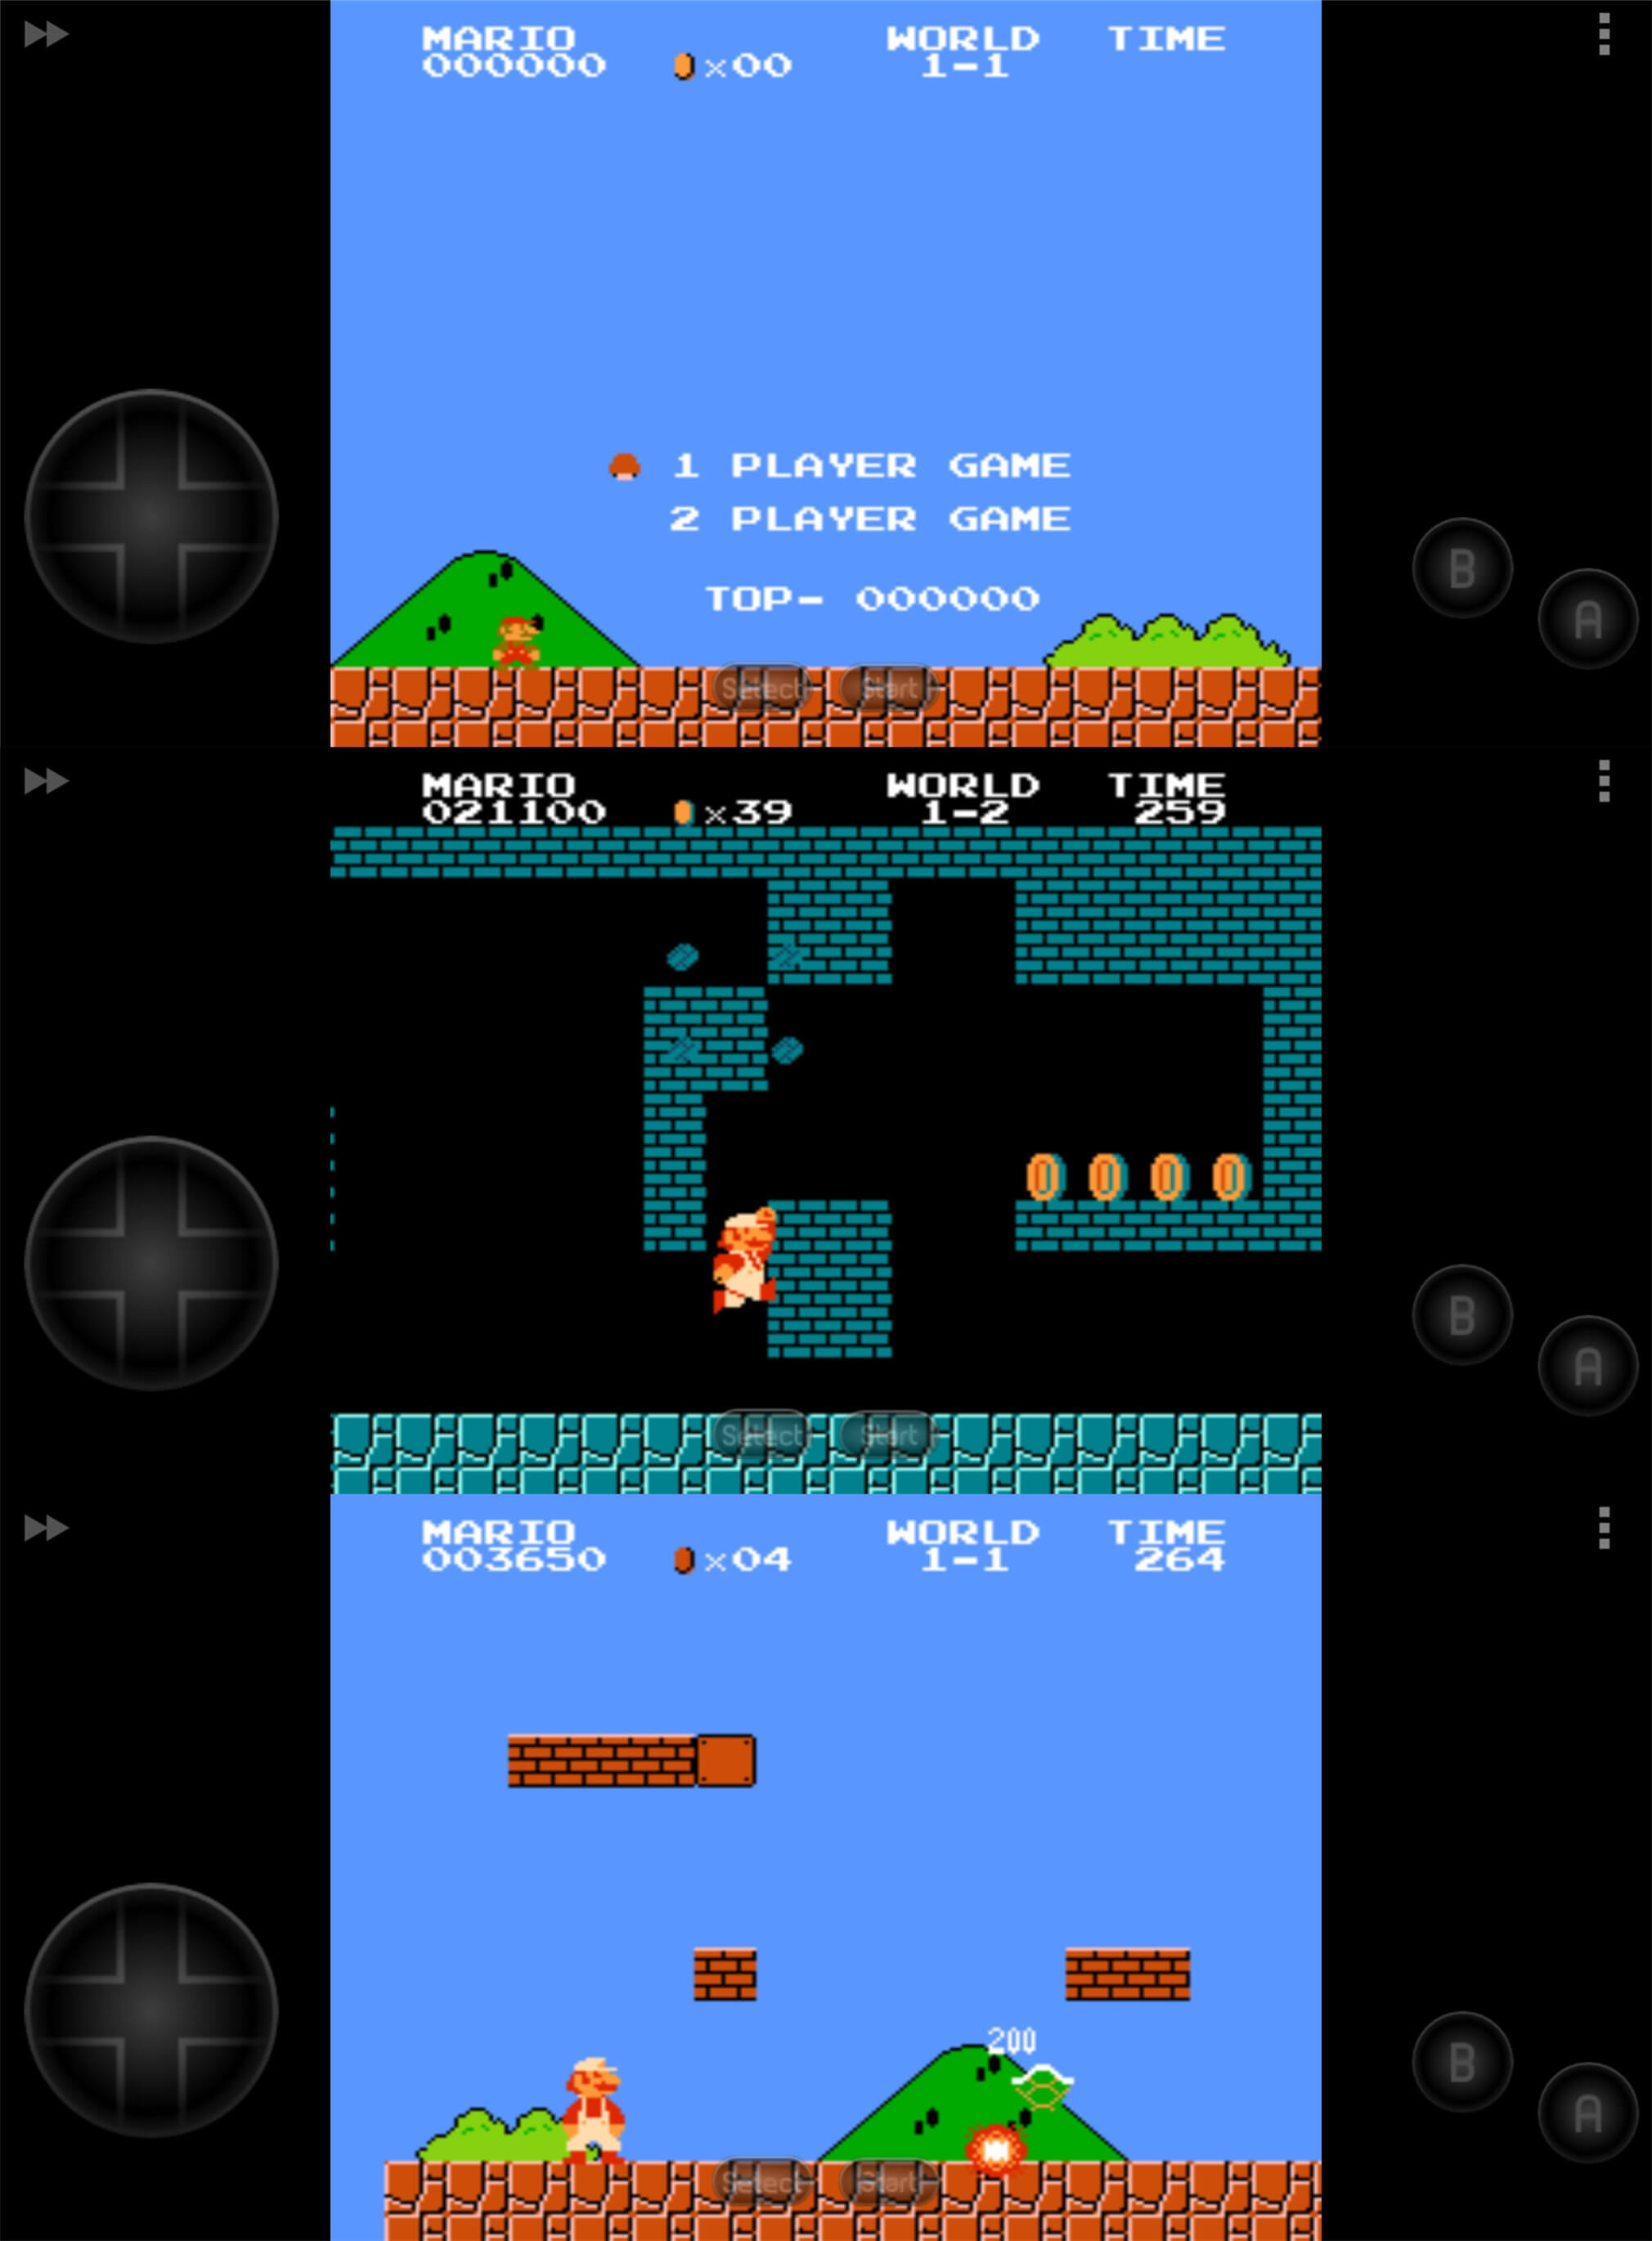 MARIO WORLD TIME
000000 ×00 1-1
1 PLAYER GAME
2 PLAYER GAME
TOP- 000000
Select Start
B
A
MARIO WORLD TIME
021100 ×39 1-2 259
B
A
Select Start
MARIO WORLD TIME
003650 ×04 1-1 264
200
B
A
Select Start